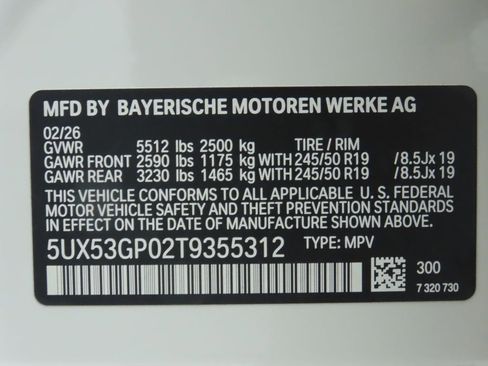 MFD BY BAYERISCHE MOTOREN WERKE AG
02/26
GVWR 5512 lbs 2500 kg TIRE / RIM
GAWR FRONT 2590 lbs 1175 kg WITH 245/50 R19 /8.5Jx 19
GAWR REAR 3230 lbs 1465 kg WITH 245/50 R19 /8.5Jx 19
THIS VEHICLE CONFORMS TO ALL APPLICABLE U. S. FEDERAL
MOTOR VEHICLE SAFETY AND THEFT PREVENTION STANDARDS
IN EFFECT ON THE DATE OF MANUFACTURE SHOWN ABOVE.
5UX53GP02T9355312 TYPE: MPV
300
7 320 730